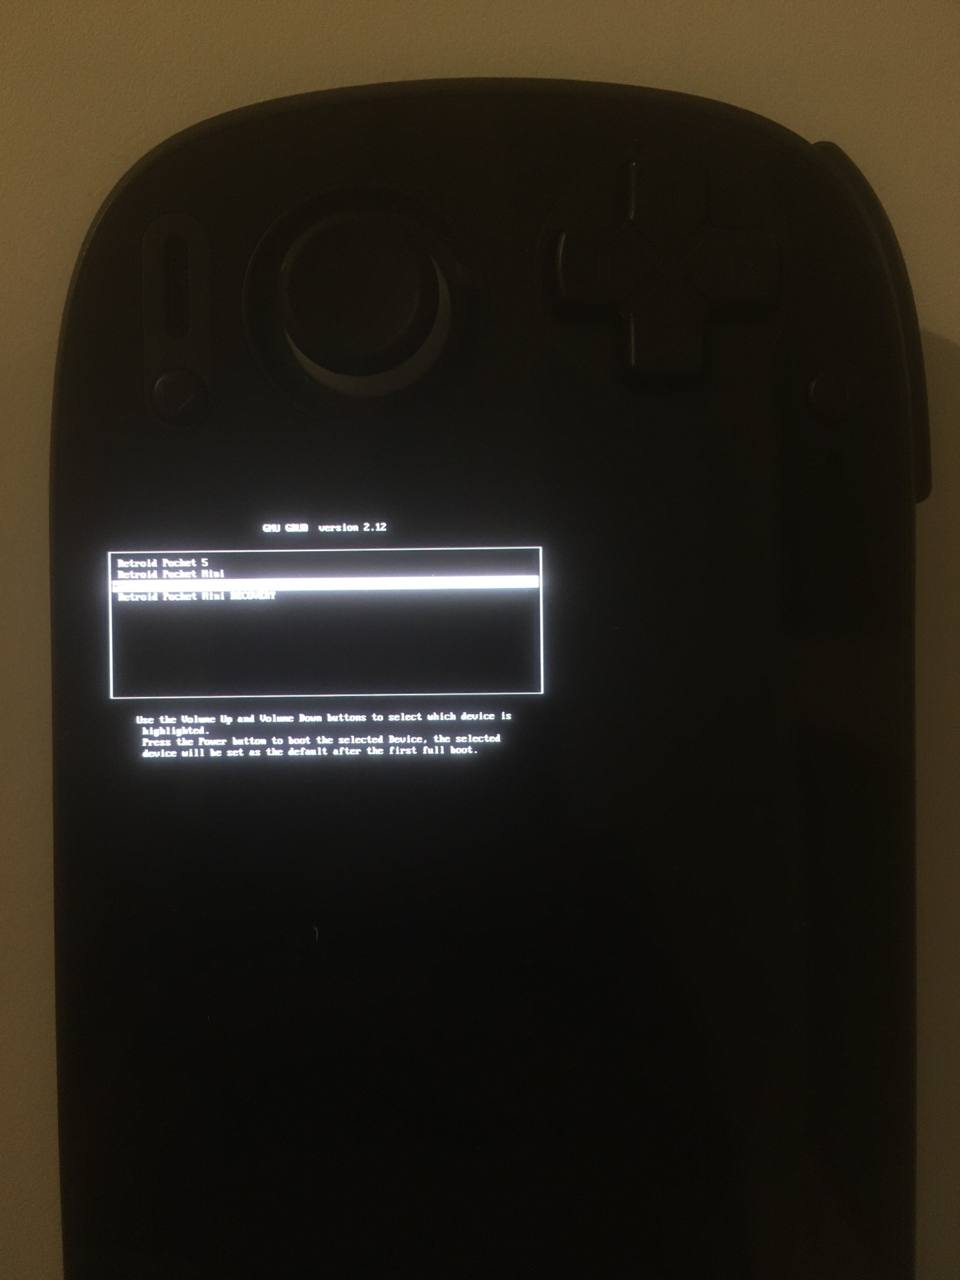 GNU GRUB version 2.12
Retroid Pocket 5
Retroid Pocket Mini
Retroid Pocket Mini RECOVERY
Use the Volume Up and Volume Down buttons to select which device is
highlighted.
Press the Power button to boot the selected Device, the selected
device will be set as the default after the first full boot.